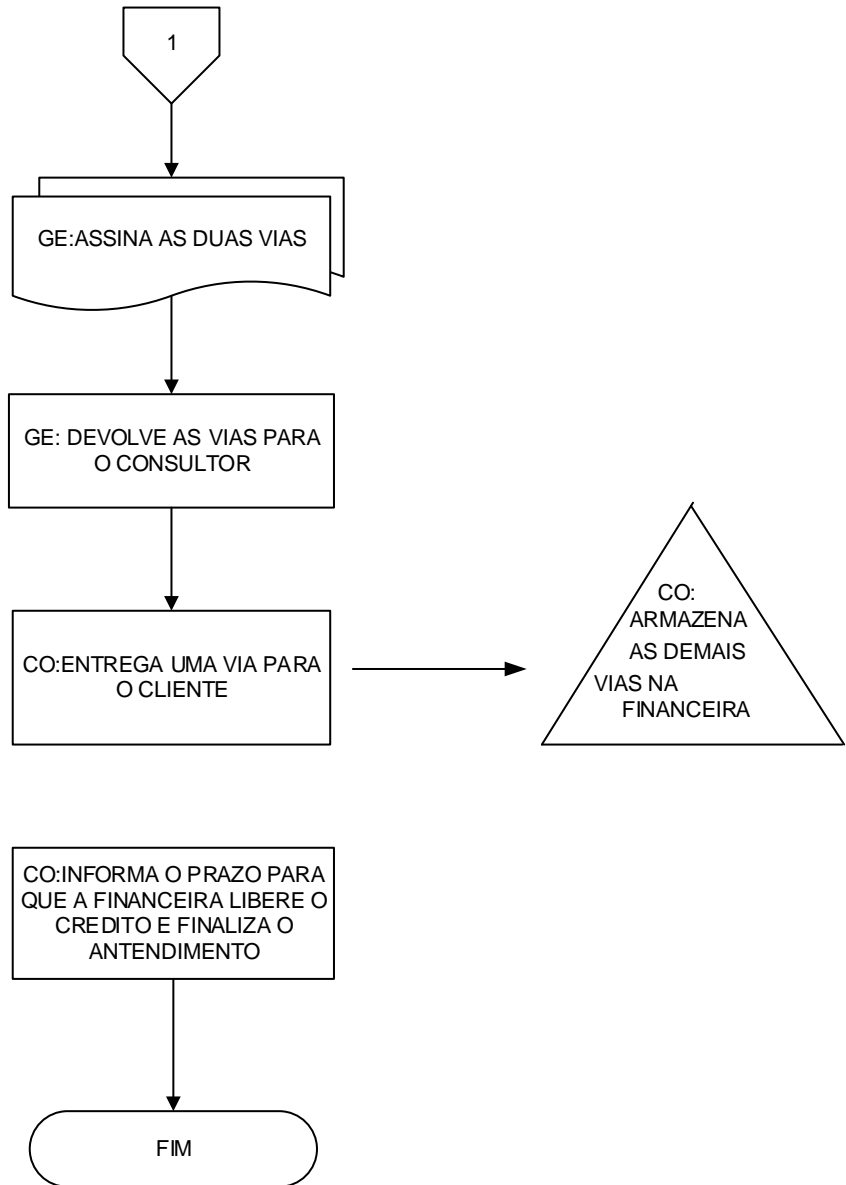 1
GE:ASSINA AS DUAS VIAS
GE: DEVOLVE AS VIAS PARA
O CONSULTOR
CO:ENTREGA UMA VIA PARA
O CLIENTE
CO:
ARMAZENA
AS DEMAIS
VIAS NA
FINANCEIRA
CO:INFORMA O PRAZO PARA
QUE A FINANCEIRA LIBERE O
CREDITO E FINALIZA O
ANTENDIMENTO
FIM